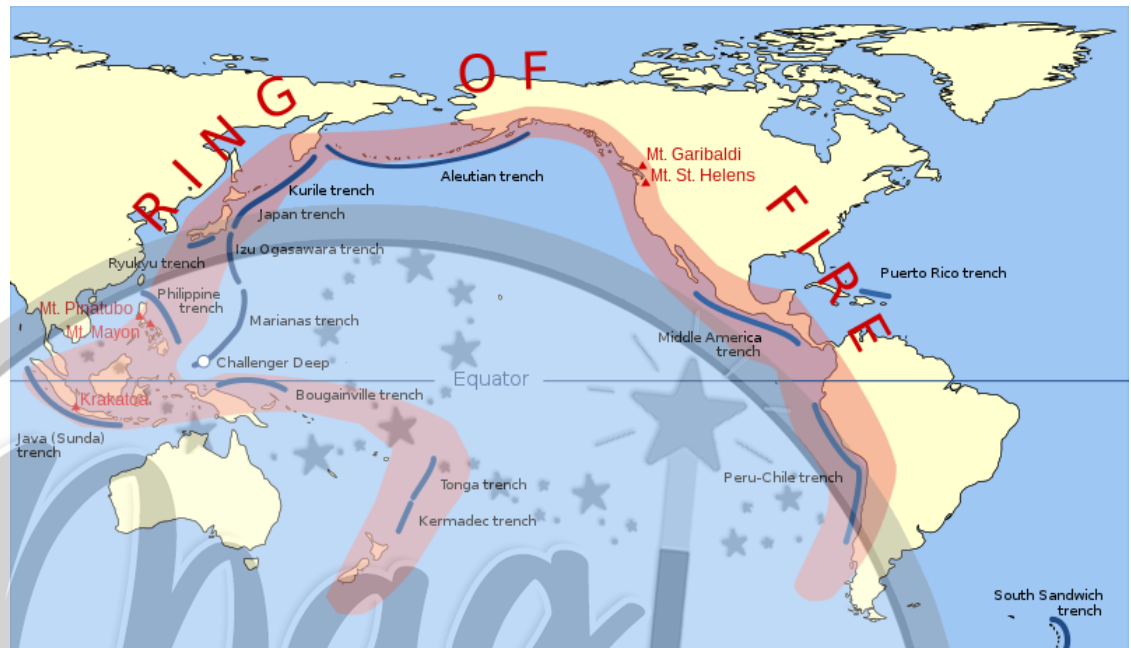 RING OF FIRE
Mt. Garibaldi
Mt. St. Helens
Aleutian trench
Kurile trench
Japan trench
Izu Ogasawara trench
Ryukyu trench
Puerto Rico trench
Philippine
trench
Mt. Pinatubo
Mt. Mayon
Marianas trench
Middle America
trench
Challenger Deep
Equator
Bougainville trench
Krakatoa
Java (Sunda)
trench
Peru-Chile trench
Tonga trench
Kermadec trench
South Sandwich
trench